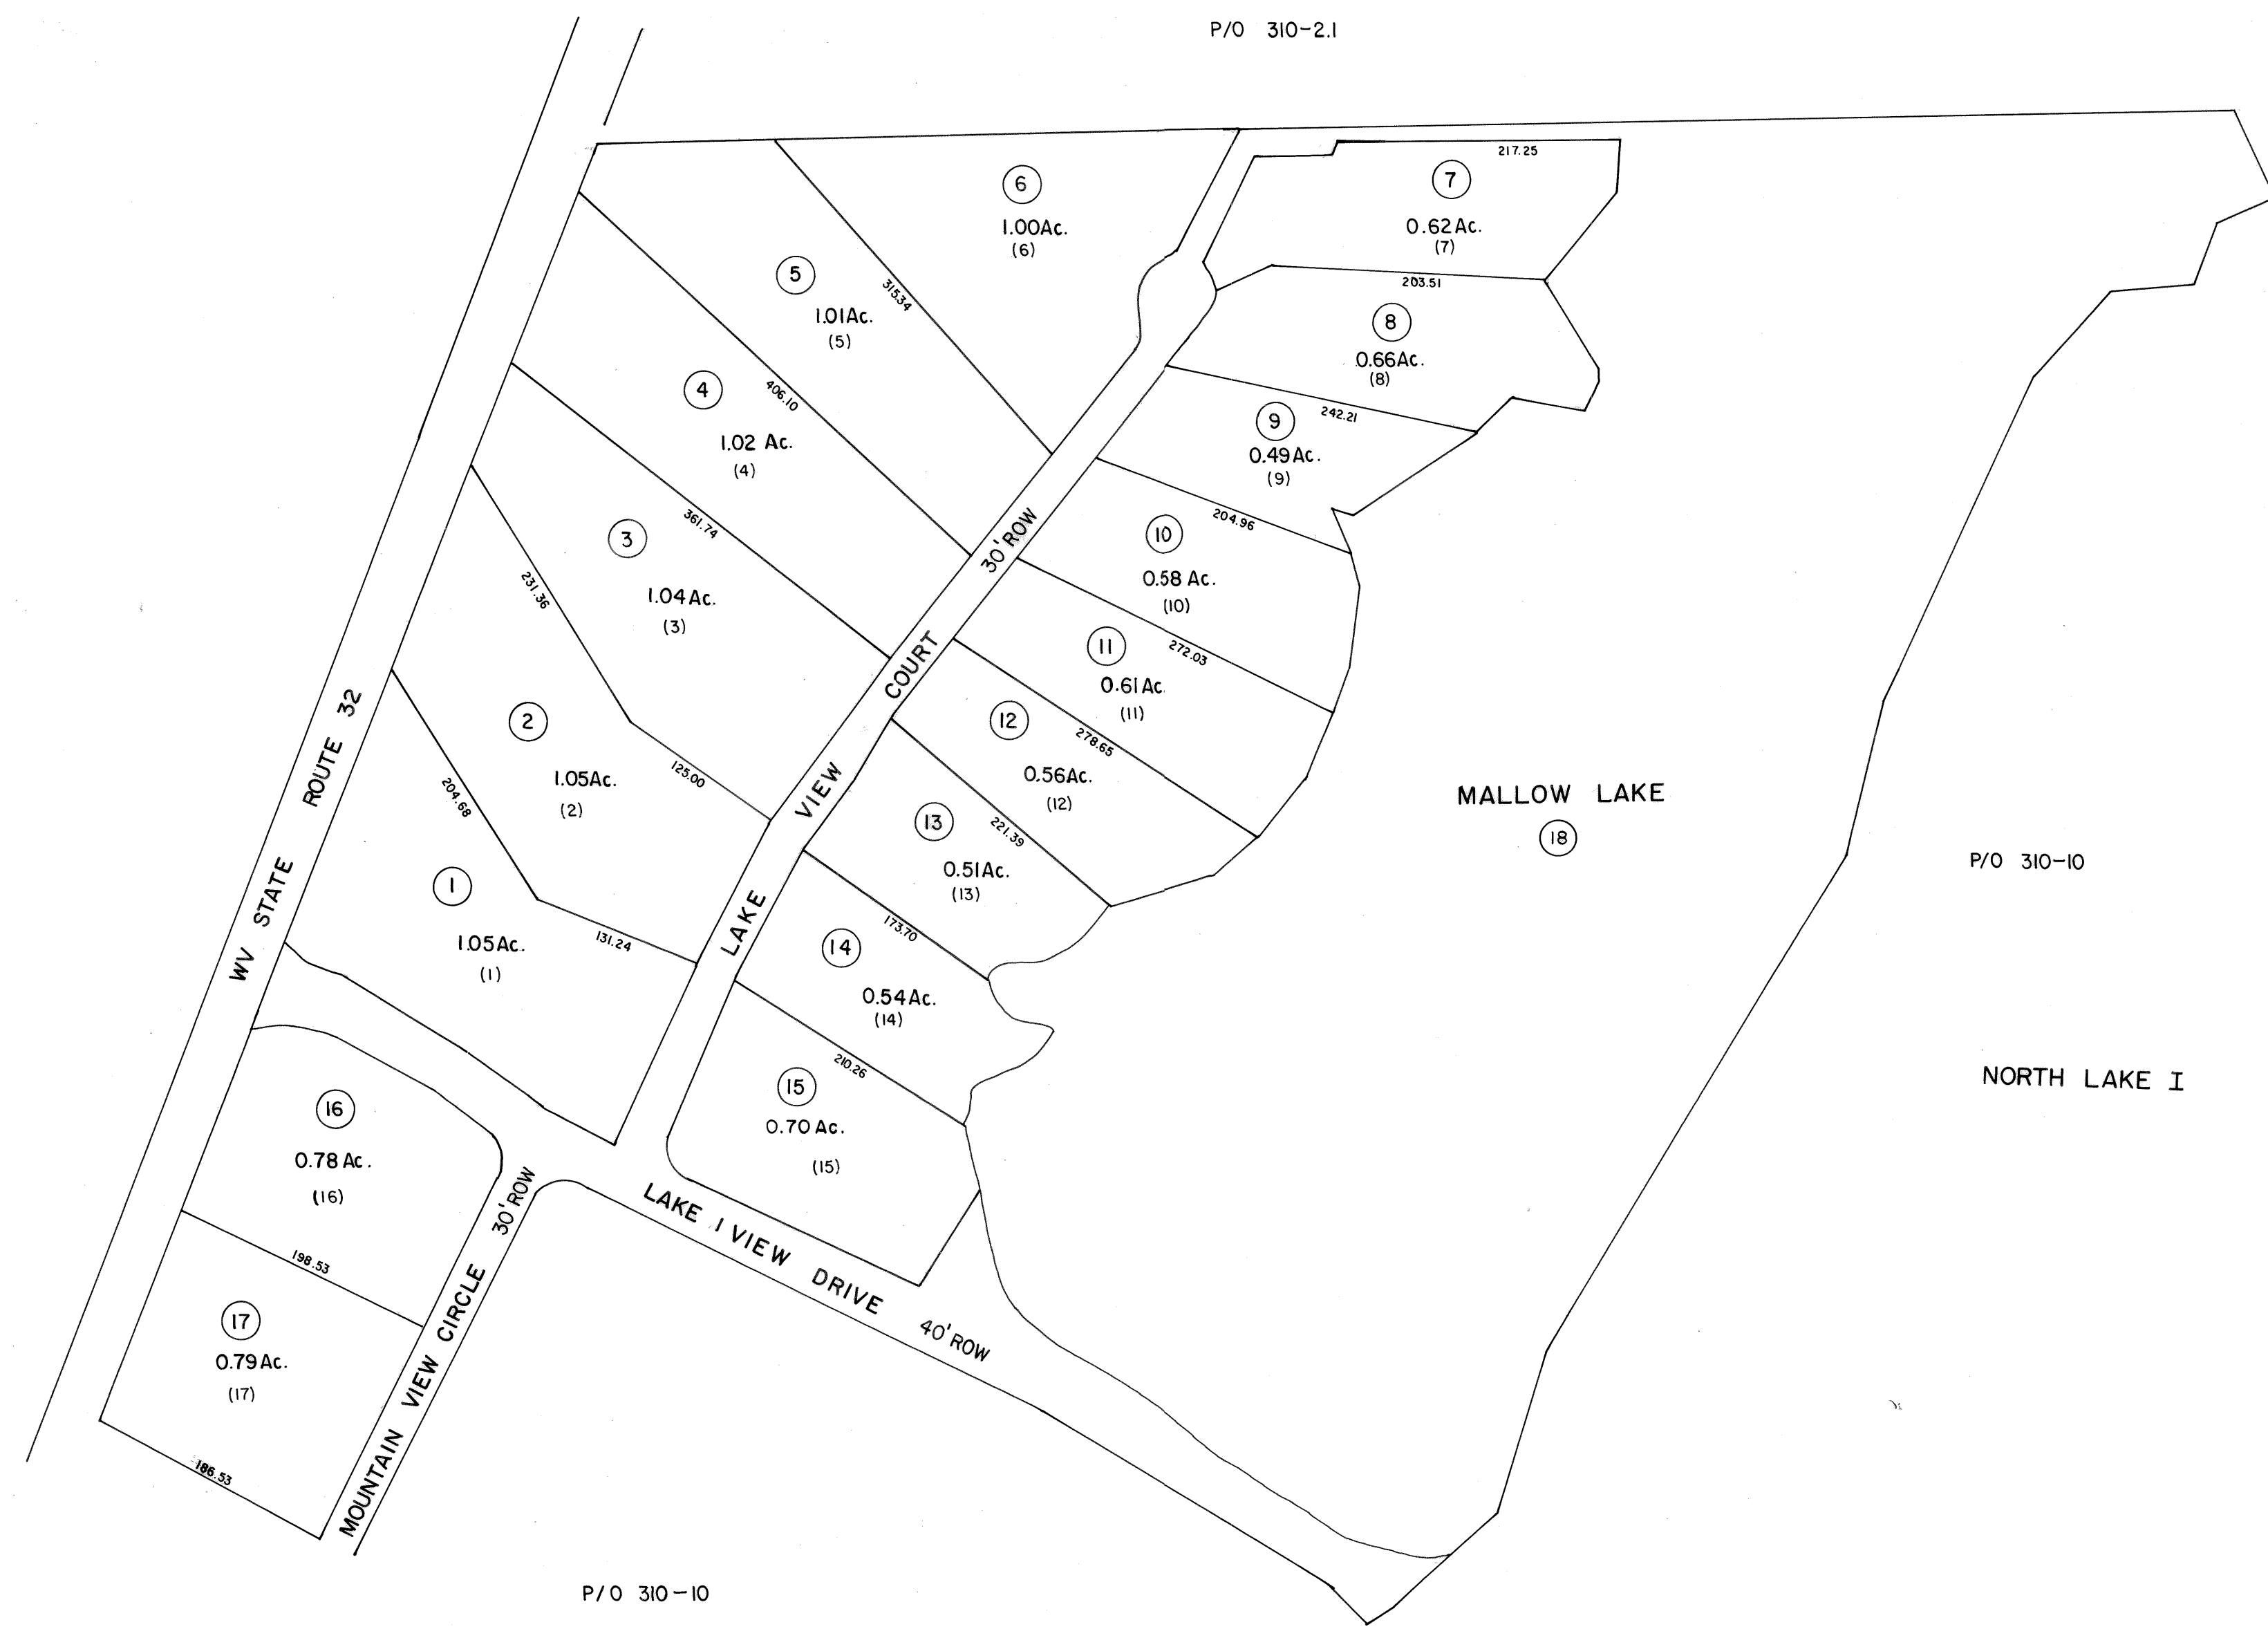 P/O 310-2.1
217.25
6
1.00Ac.
(6)
7
0.62Ac.
(7)
5
1.01Ac.
(5)
315.34
203.51
8
0.66Ac.
(8)
4
1.02 Ac.
(4)
406.10
9
0.49Ac.
(9)
242.21
3
1.04Ac.
(3)
361.74
10
0.58 Ac.
(10)
204.96
2
1.05Ac.
(2)
231.36
125.00
11
0.61Ac.
(11)
272.03
12
0.56Ac.
(12)
278.65
1
1.05Ac.
(1)
204.68
131.24
13
0.51Ac.
(13)
221.39
14
0.54Ac.
(14)
173.70
15
0.70 Ac.
(15)
210.26
16
0.78 Ac.
(16)
198.53
17
0.79Ac.
(17)
186.53
WV STATE ROUTE 32
LAKE VIEW COURT 30'ROW
MOUNTAIN VIEW CIRCLE 30'ROW
LAKE I VIEW DRIVE 40'ROW
MALLOW LAKE
18
P/O 310-10
NORTH LAKE I
P/O 310-10